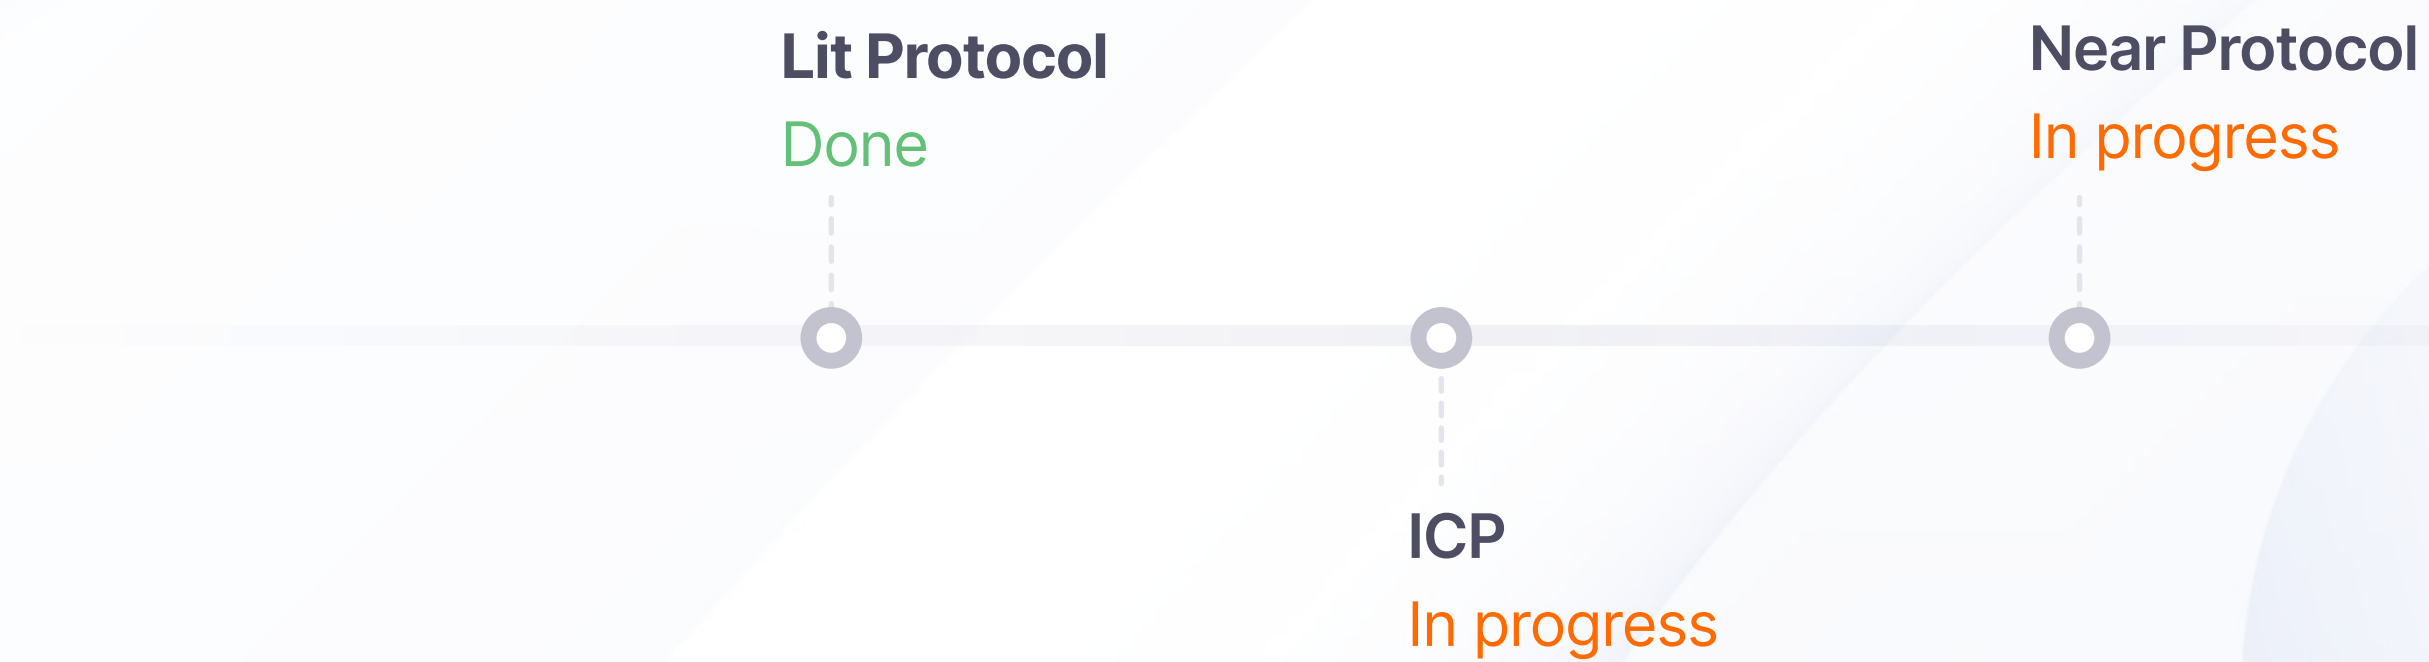 Lit Protocol
Done
ICP
In progress
Near Protocol
In progress